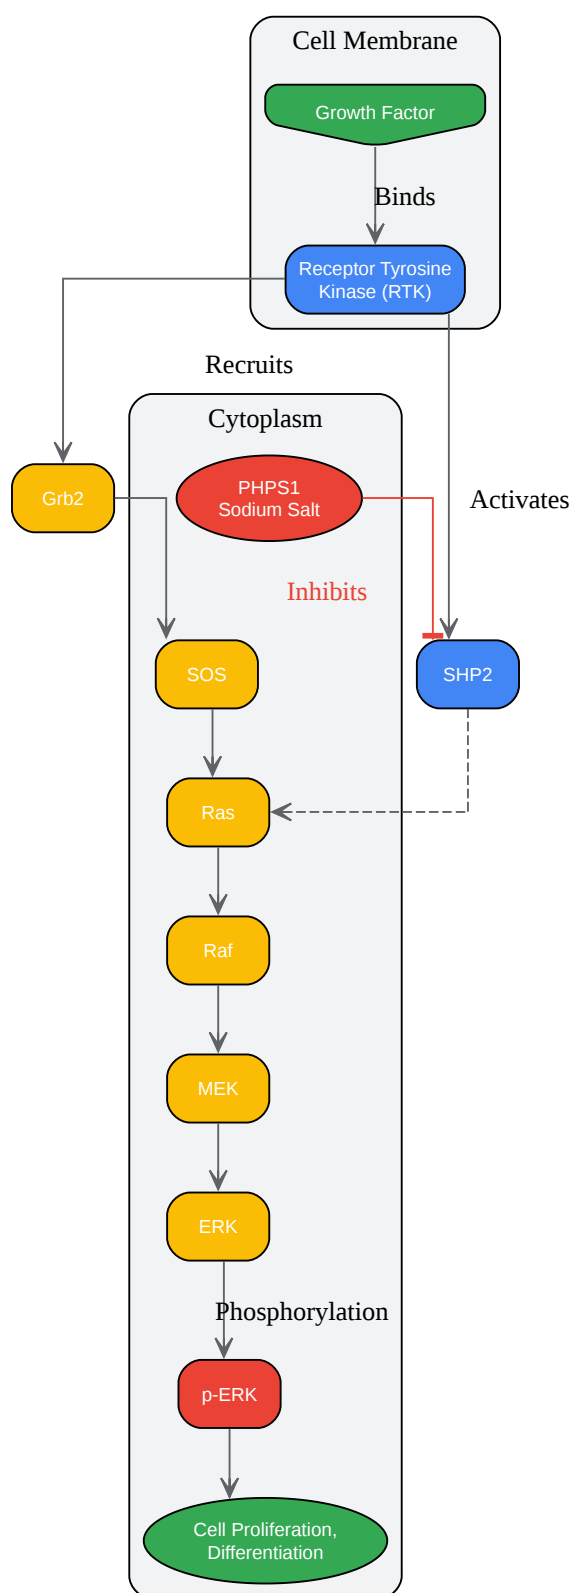 Cell Membrane
Growth Factor
Binds
Receptor Tyrosine
Kinase (RTK)
Recruits
Cytoplasm
Grb2
PHPS1
Sodium Salt
Activates
Inhibits
SOS
SHP2
Ras
Raf
MEK
ERK
Phosphorylation
p-ERK
Cell Proliferation,
Differentiation